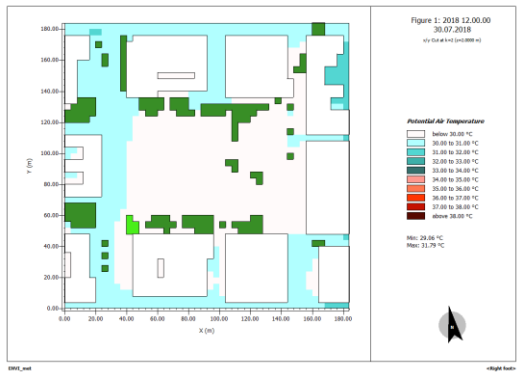 Figure 1: 2018 12.00.00
30.07.2018
x/y Cut at k=2 (z=2.0000 m)
Potential Air Temperature
below 30.00 °C
30.00 to 31.00 °C
31.00 to 32.00 °C
32.00 to 33.00 °C
33.00 to 34.00 °C
34.00 to 35.00 °C
35.00 to 36.00 °C
36.00 to 37.00 °C
37.00 to 38.00 °C
above 38.00 °C
Min: 29.06 °C
Max: 31.79 °C
Y (m)
180.00
160.00
140.00
120.00
100.00
80.00
60.00
40.00
20.00
0.00
0.00 20.00 40.00 60.00 80.00 100.00 120.00 140.00 160.00 180.00
X (m)
N
ENVI_met
<Right foot>